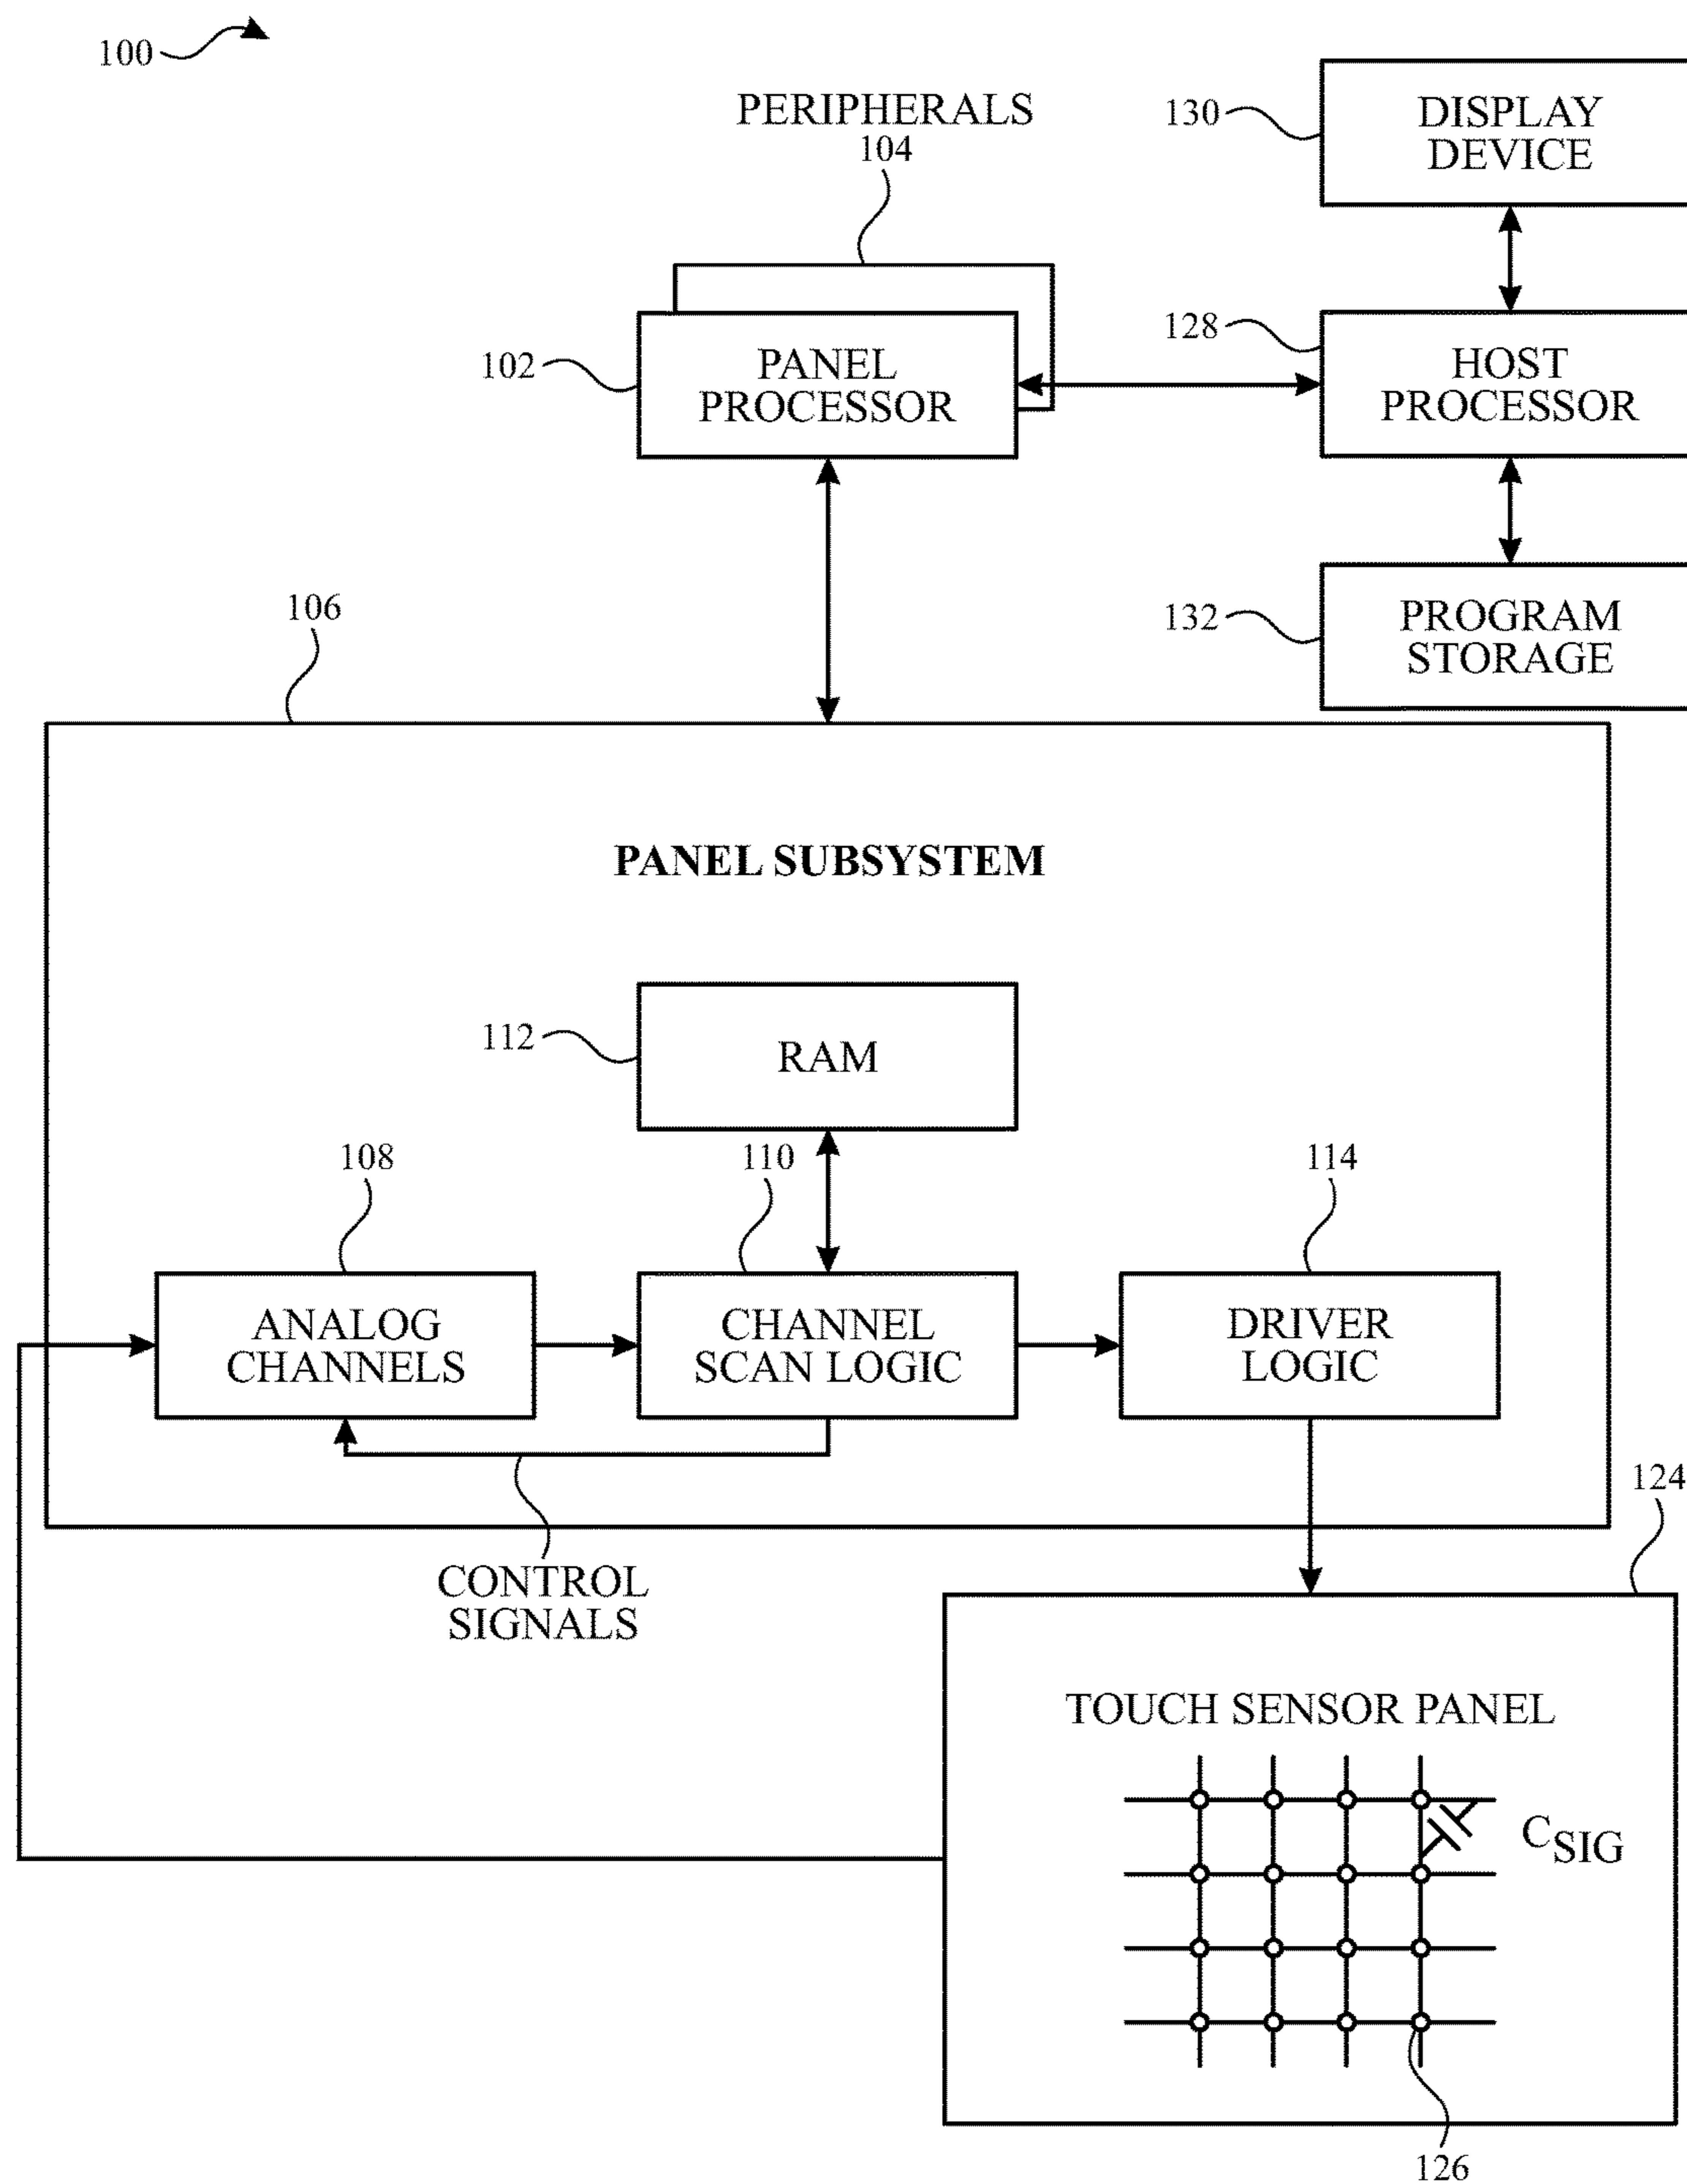 100
PERIPHERALS
104
130
DISPLAY
DEVICE
102
PANEL
PROCESSOR
128
HOST
PROCESSOR
132
PROGRAM
STORAGE
106
PANEL SUBSYSTEM
112
RAM
108
110
114
ANALOG
CHANNELS
CHANNEL
SCAN LOGIC
DRIVER
LOGIC
CONTROL
SIGNALS
124
TOUCH SENSOR PANEL
CSIG
126